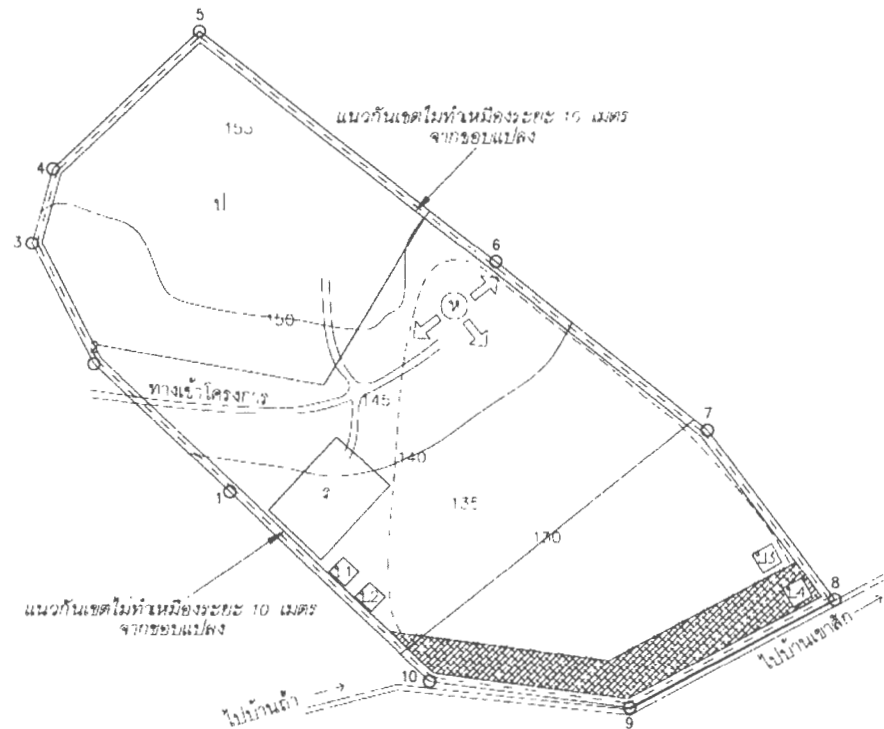 5
แนวกันเขตไม่ทำเหมืองระยะ 10 เมตร
จากขอบแปลง
155
4
ป
3
6
ห
150
2
ทางเข้าโครงการ
145
7
140
1
ร
135
130
แนวกันเขตไม่ทำเหมืองระยะ 10 เมตร
จากขอบแปลง
8
ไปบ้านเขาลึก
10
ไปบ้านถ้ำ
9